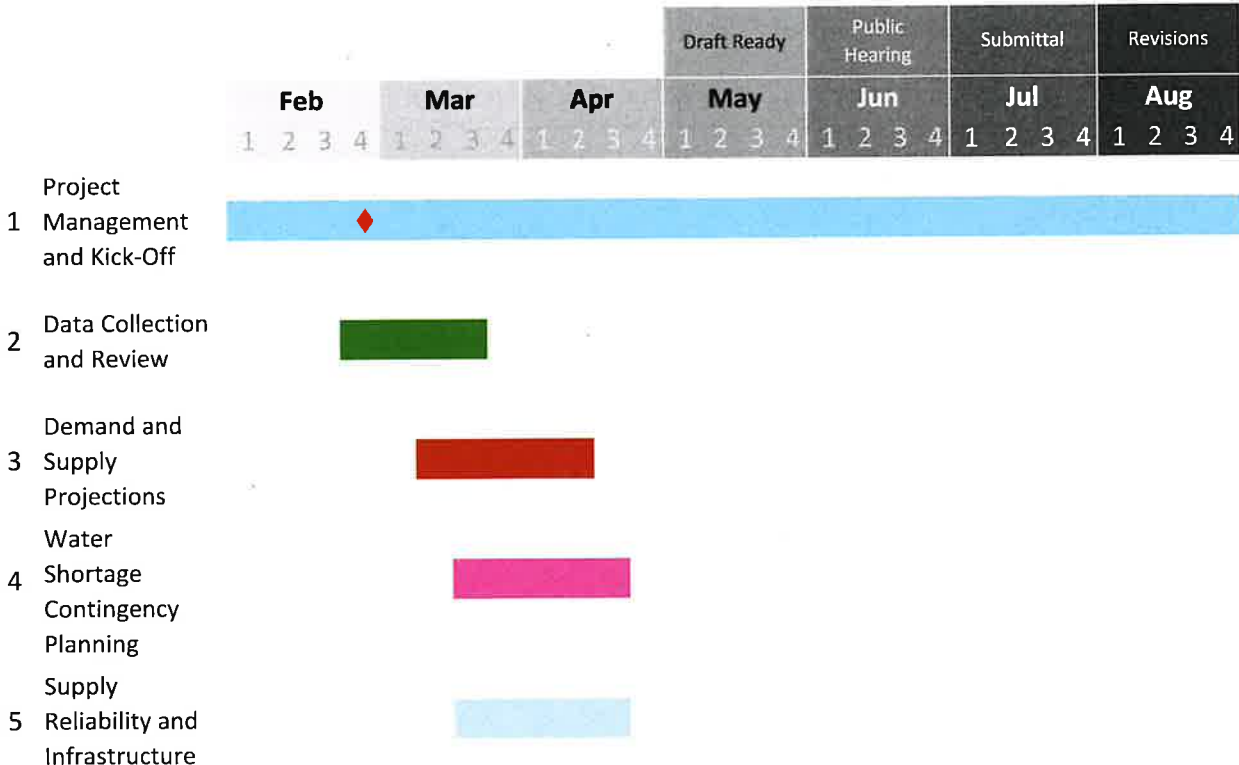 Draft Ready
Public
Hearing
Submittal
Revisions
Feb Mar Apr May Jun Jul Aug
1 2 3 4 1 2 3 4 1 2 3 4 1 2 3 4 1 2 3 4 1 2 3 4 1 2 3 4
Project
1 Management
and Kick-Off
Data Collection
2
and Review
Demand and
3 Supply
Projections
Water
4 Shortage
Contingency
Planning
Supply
5 Reliability and
Infrastructure